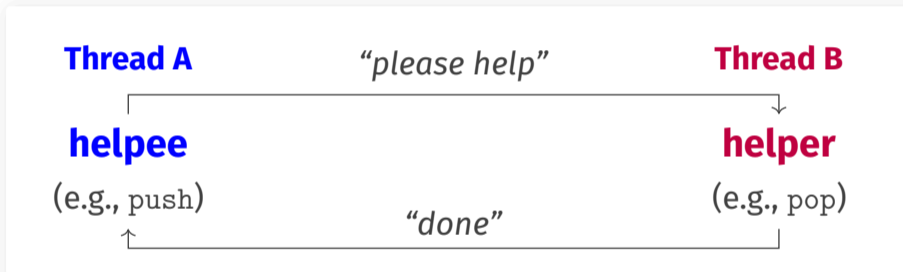 Thread A
“please help”
Thread B
helpee
helper
(e.g., push)
(e.g., pop)
“done”